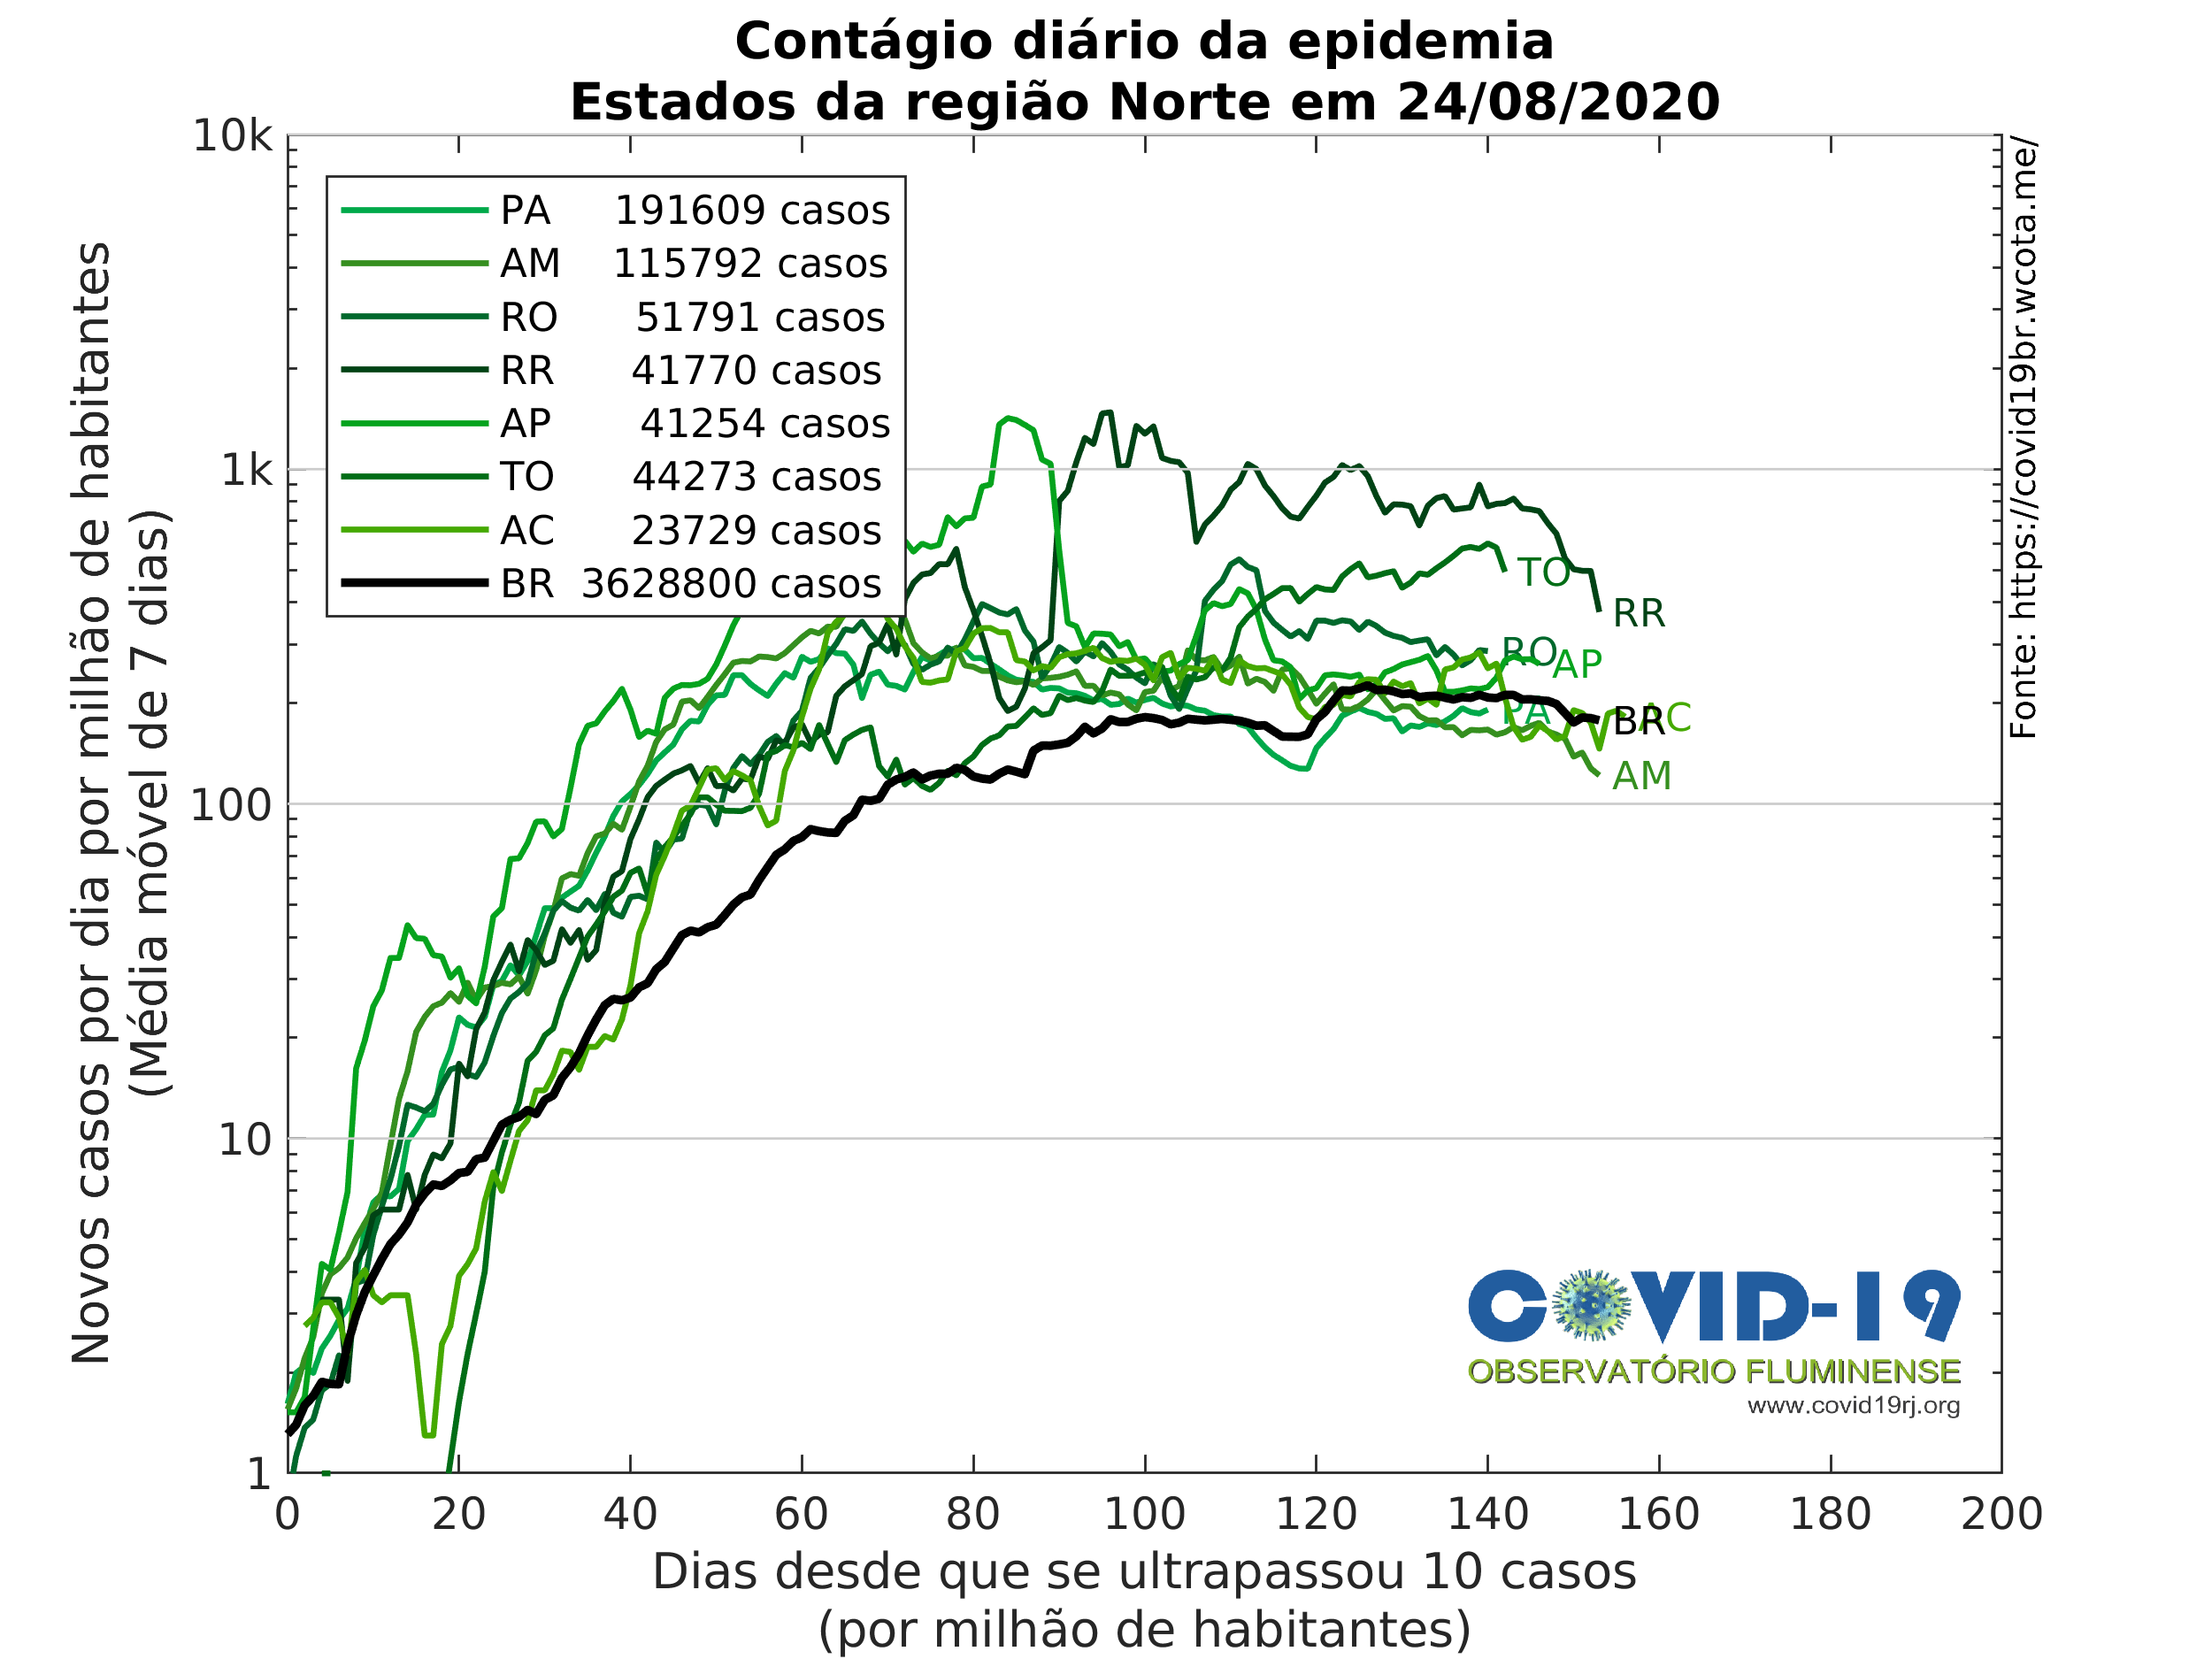 Contágio diário da epidemia
Estados da região Norte em 24/08/2020
Novos casos por dia por milhão de habitantes
(Média móvel de 7 dias)
10k
1k
100
10
1
PA 191609 casos
AM 115792 casos
RO 51791 casos
RR 41770 casos
AP 41254 casos
TO 44273 casos
AC 23729 casos
BR 3628800 casos
TO
RR
RO
AP
PA
BR
AC
AM
Fonte: https://covid19br.wcota.me/
COVID-19
OBSERVATÓRIO FLUMINENSE
www.covid19rj.org
0 20 40 60 80 100 120 140 160 180 200
Dias desde que se ultrapassou 10 casos
(por milhão de habitantes)